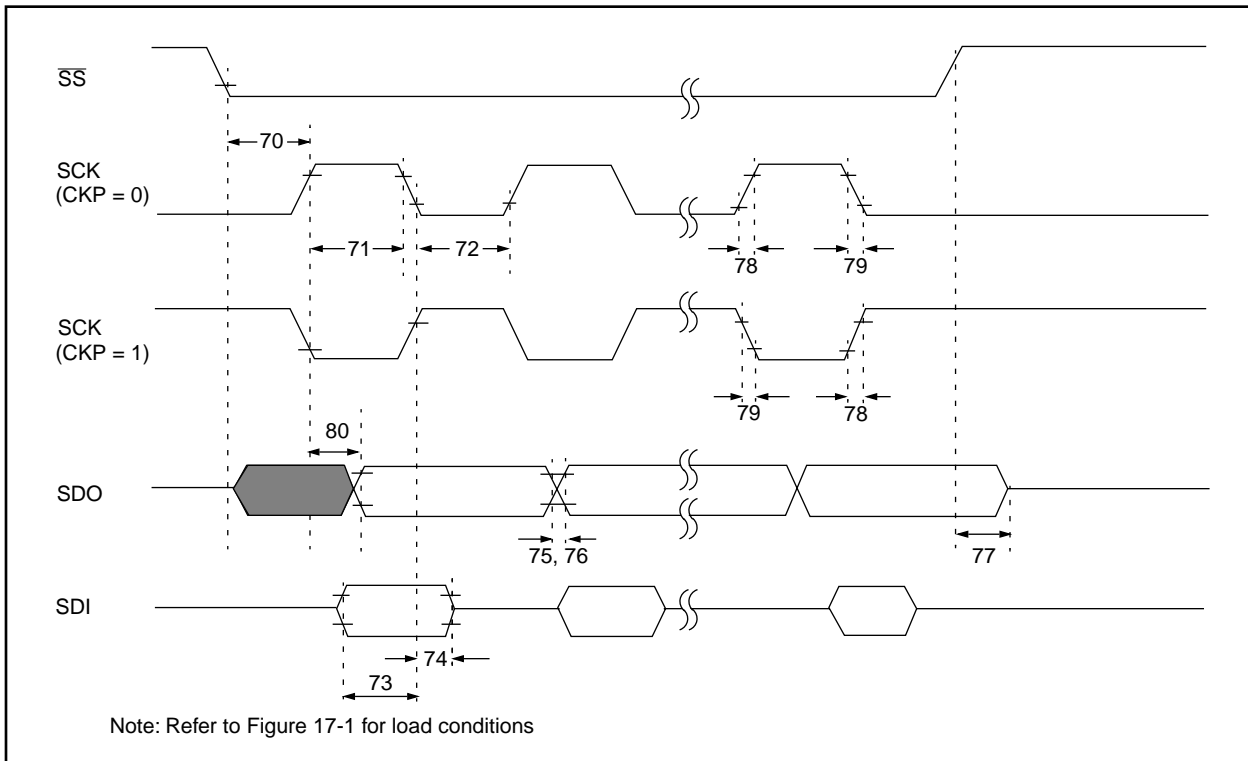 SS
70
SCK
(CKP = 0)
71
72
78
79
SCK
(CKP = 1)
79
78
80
SDO
75, 76
77
SDI
74
73
Note: Refer to Figure 17-1 for load conditions